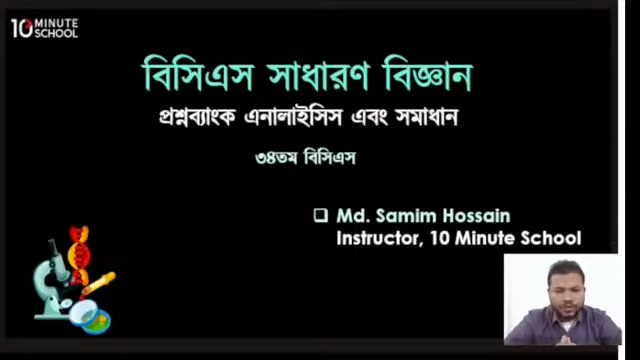 10 MINUTE
SCHOOL
বিসিএস সাধারণ বিজ্ঞান
প্রশ্নব্যাংক এনালাইসিস এবং সমাধান
৩৪তম বিসিএস
Md. Samim Hossain
Instructor, 10 Minute School